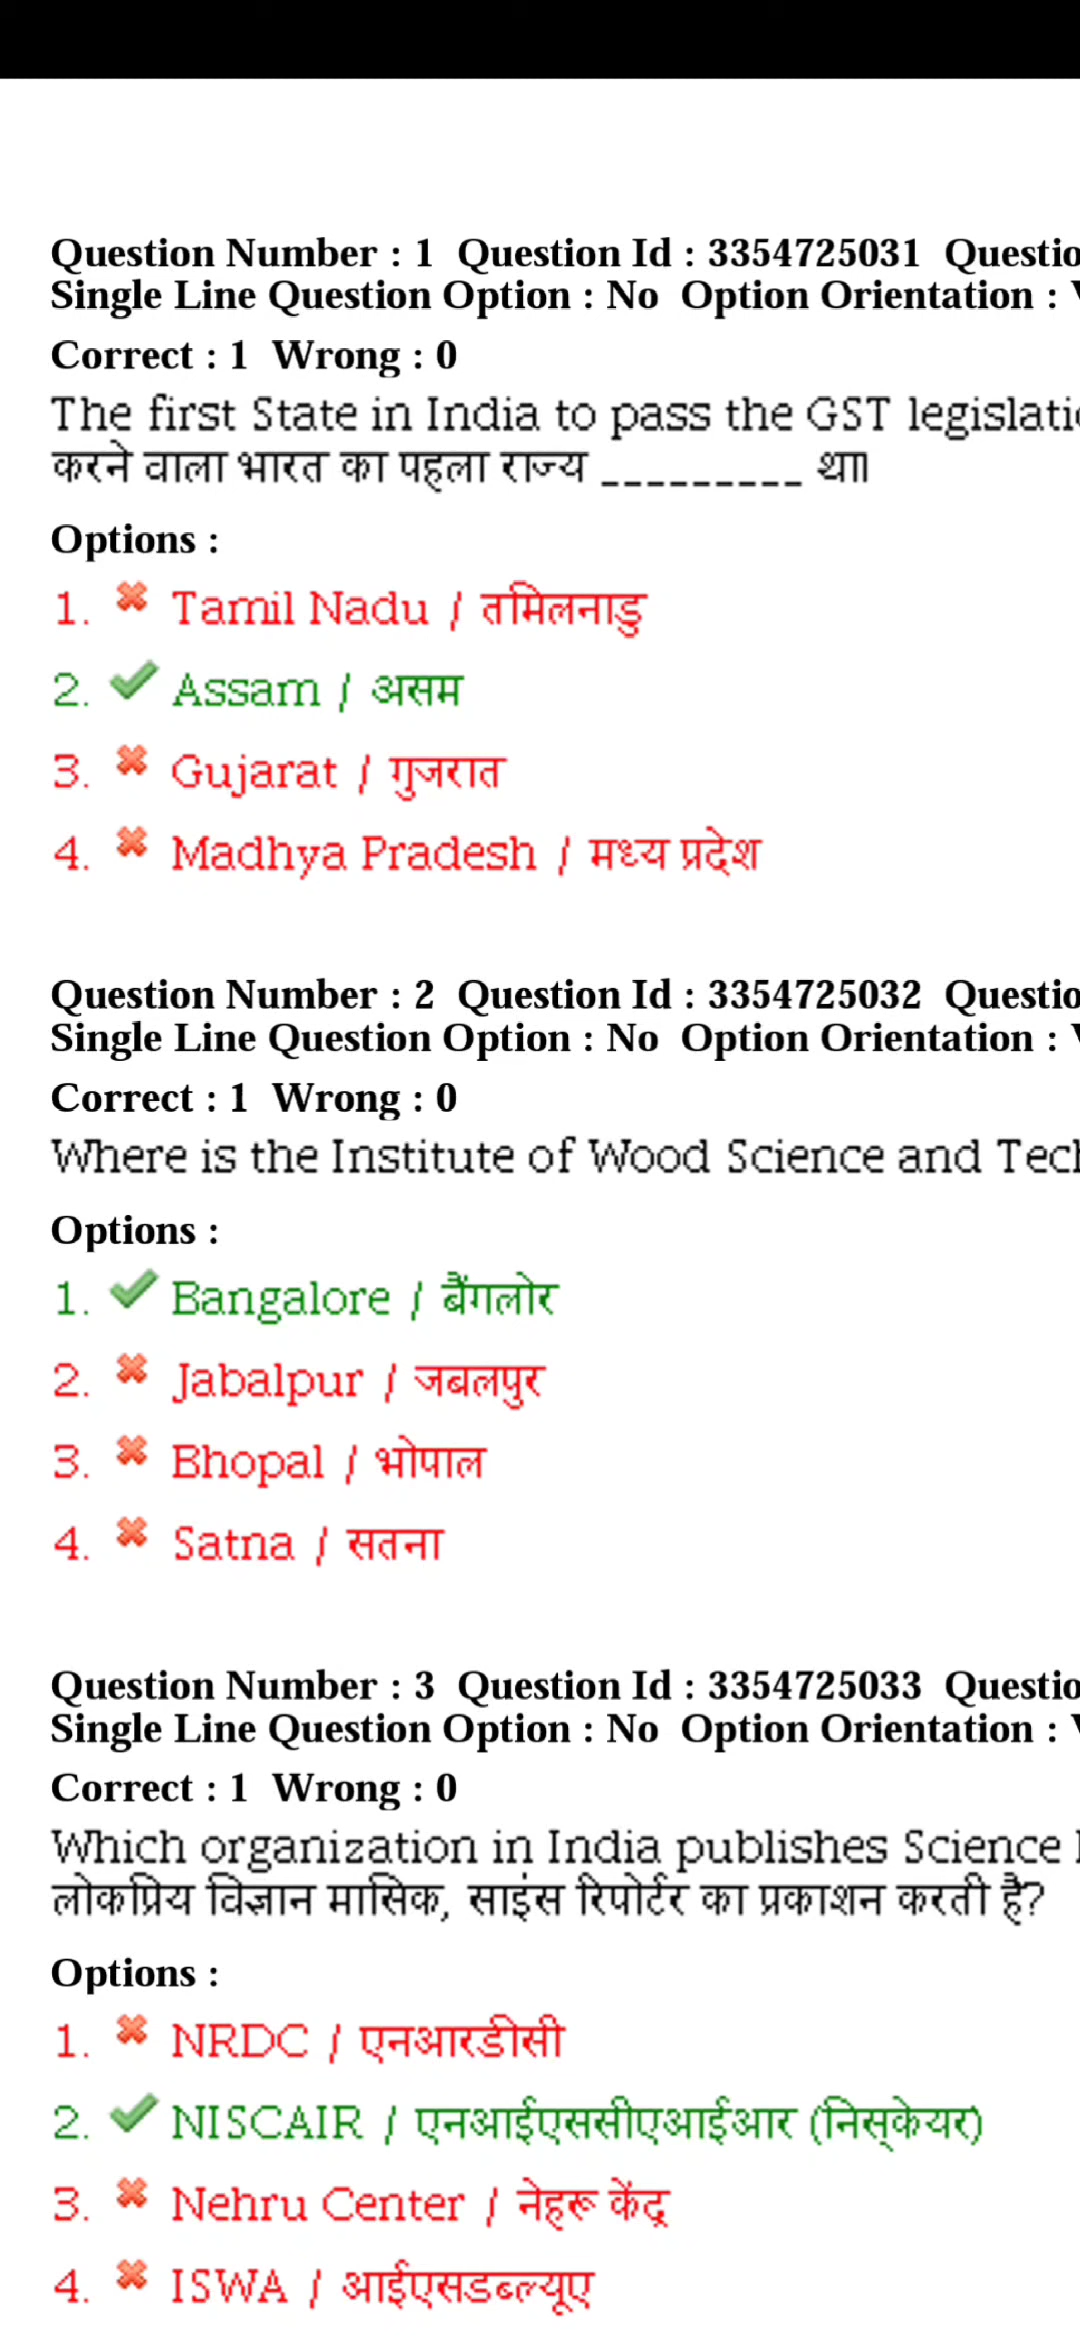 Question Number : 1 Question Id : 3354725031 Questio
Single Line Question Option : No Option Orientation :
Correct : 1 Wrong : 0
The first State in India to pass the GST legislati
करने वाला भारत का पहला राज्य _________ था।
Options :
1. Tamil Nadu / तमिलनाडु
2. Assam / असम
3. Gujarat / गुजरात
4. Madhya Pradesh / मध्य प्रदेश
Question Number : 2 Question Id : 3354725032 Questio
Single Line Question Option : No Option Orientation :
Correct : 1 Wrong : 0
Where is the Institute of Wood Science and Tech
Options :
1. Bangalore / बैंगलोर
2. Jabalpur / जबलपुर
3. Bhopal / भोपाल
4. Satna / सतना
Question Number : 3 Question Id : 3354725033 Questio
Single Line Question Option : No Option Orientation :
Correct : 1 Wrong : 0
Which organization in India publishes Science
लोकप्रिय विज्ञान मासिक, साइंस रिपोर्टर का प्रकाशन करती है?
Options :
1. NRDC / एनआरडीसी
2. NISCAIR / एनआईएससीएआईआर (निस्केयर)
3. Nehru Center / नेहरू केंद्र
4. ISWA / आईएसडब्ल्यूए